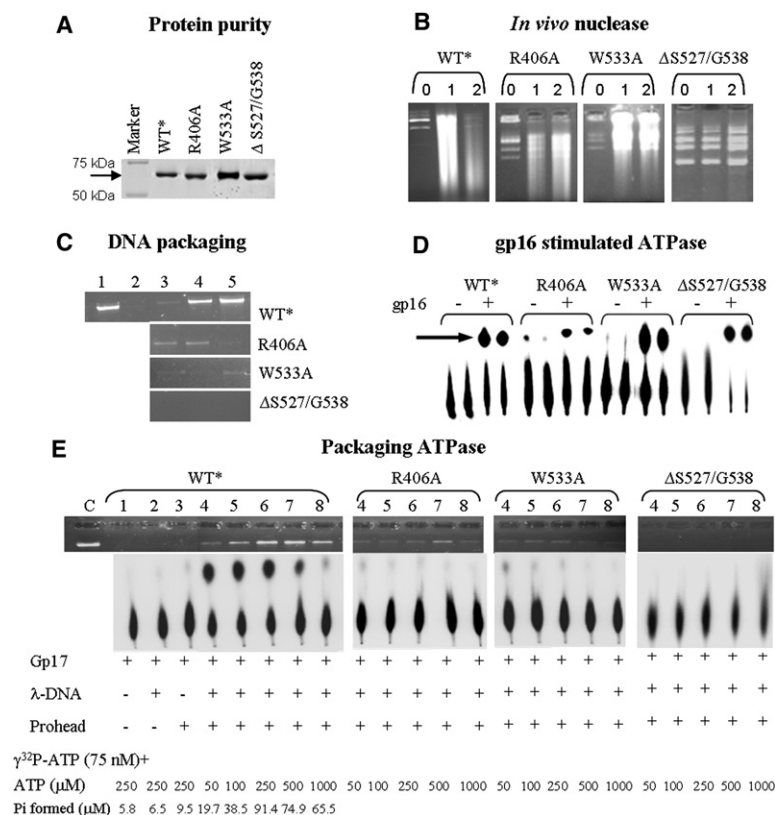 A Protein purity
Marker WT* R406A W533A Δ S527/G538
75 kDa
50 kDa
B In vivo nuclease
WT* R406A W533A ΔS527/G538
0 1 2 0 1 2 0 1 2 0 1 2
C DNA packaging
1 2 3 4 5
WT*
R406A
W533A
ΔS527/G538
D gp16 stimulated ATPase
WT* R406A W533A ΔS527/G538
gp16 - + - + - + - +
E Packaging ATPase
WT* R406A W533A ΔS527/G538
C 1 2 3 4 5 6 7 8 4 5 6 7 8 4 5 6 7 8 4 5 6 7 8
Gp17 + + + + + + + + + + + + + + + + + + + + + + +
λ-DNA - + - + + + + + + + + + + + + + + + + + + + +
Prohead - - + + + + + + + + + + + + + + + + + + + + +
γ³²P-ATP (75 nM)+
ATP (μM) 250 250 250 50 100 250 500 1000 50 100 250 500 1000 50 100 250 500 1000 50 100 250 500 1000
Pi formed (μM) 5.8 6.5 9.5 19.7 38.5 91.4 74.9 65.5